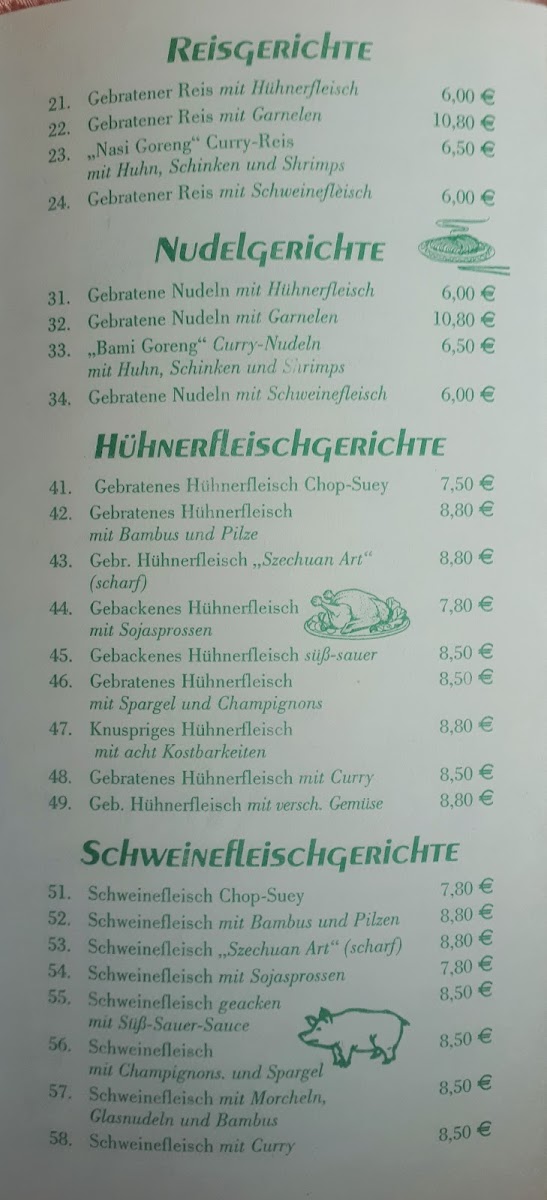 Reisgerichte
21. Gebratener Reis mit Hühnerfleisch 6,00 €
22. Gebratener Reis mit Garnelen 10,80 €
23. „Nasi Goreng“ Curry-Reis 6,50 €
mit Huhn, Schinken und Shrimps
24. Gebratener Reis mit Schweinefleisch 6,00 €
Nudelgerichte
31. Gebratene Nudeln mit Hühnerfleisch 6,00 €
32. Gebratene Nudeln mit Garnelen 10,80 €
33. „Bami Goreng“ Curry-Nudeln 6,50 €
mit Huhn, Schinken und Shrimps
34. Gebratene Nudeln mit Schweinefleisch 6,00 €
Hühnerfleischgerichte
41. Gebratenes Hühnerfleisch Chop-Suey 7,50 €
42. Gebratenes Hühnerfleisch 8,80 €
mit Bambus und Pilze
43. Gebr. Hühnerfleisch „Szechuan Art“ 8,80 €
(scharf)
44. Gebackenes Hühnerfleisch 7,80 €
mit Sojasprossen
45. Gebackenes Hühnerfleisch süß-sauer 8,50 €
46. Gebratenes Hühnerfleisch 8,50 €
mit Spargel und Champignons
47. Knuspriges Hühnerfleisch 8,80 €
mit acht Kostbarkeiten
48. Gebratenes Hühnerfleisch mit Curry 8,50 €
49. Geb. Hühnerfleisch mit versch. Gemüse 8,80 €
Schweinefleischgerichte
51. Schweinefleisch Chop-Suey 7,80 €
52. Schweinefleisch mit Bambus und Pilzen 8,80 €
53. Schweinefleisch „Szechuan Art“ (scharf) 8,80 €
54. Schweinefleisch mit Sojasprossen 7,80 €
55. Schweinefleisch geacken 8,50 €
mit Süß-Sauer-Sauce
56. Schweinefleisch 8,50 €
mit Champignons. und Spargel
57. Schweinefleisch mit Morcheln, 8,50 €
Glasnudeln und Bambus
58. Schweinefleisch mit Curry 8,50 €